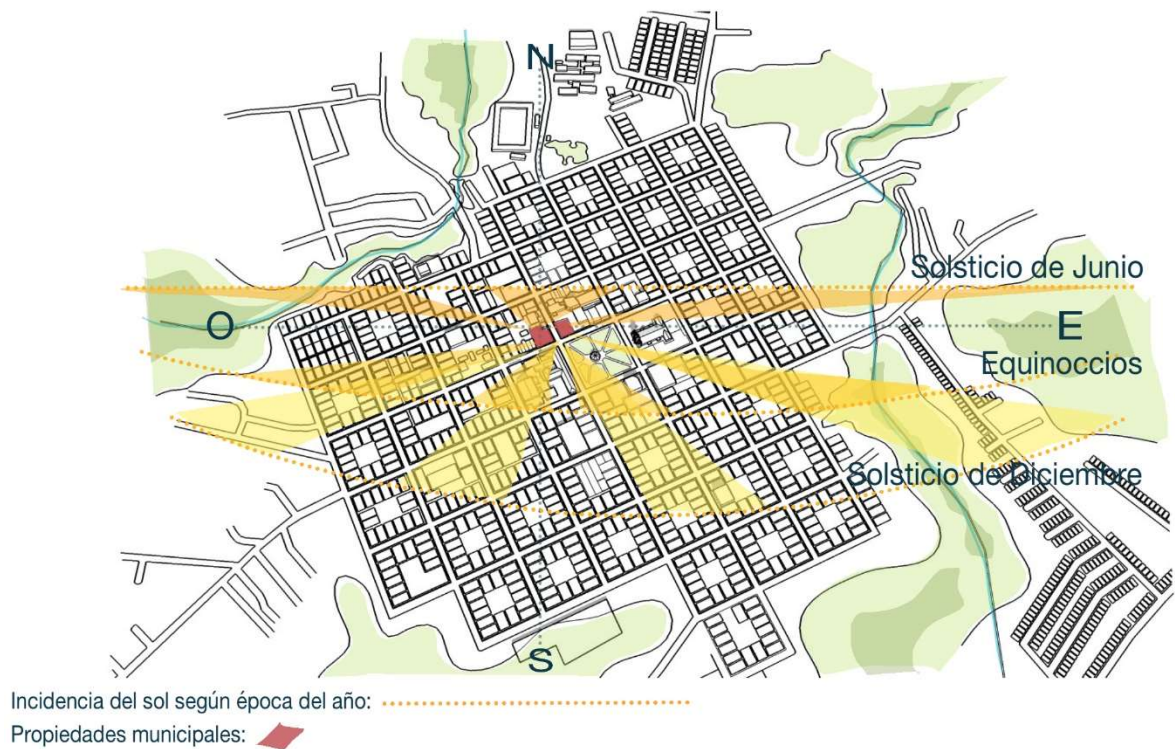 N
Solsticio de Junio
O
E
Equinoccios
Solsticio de Diciembre
S
Incidencia del sol según época del año:
Propiedades municipales: